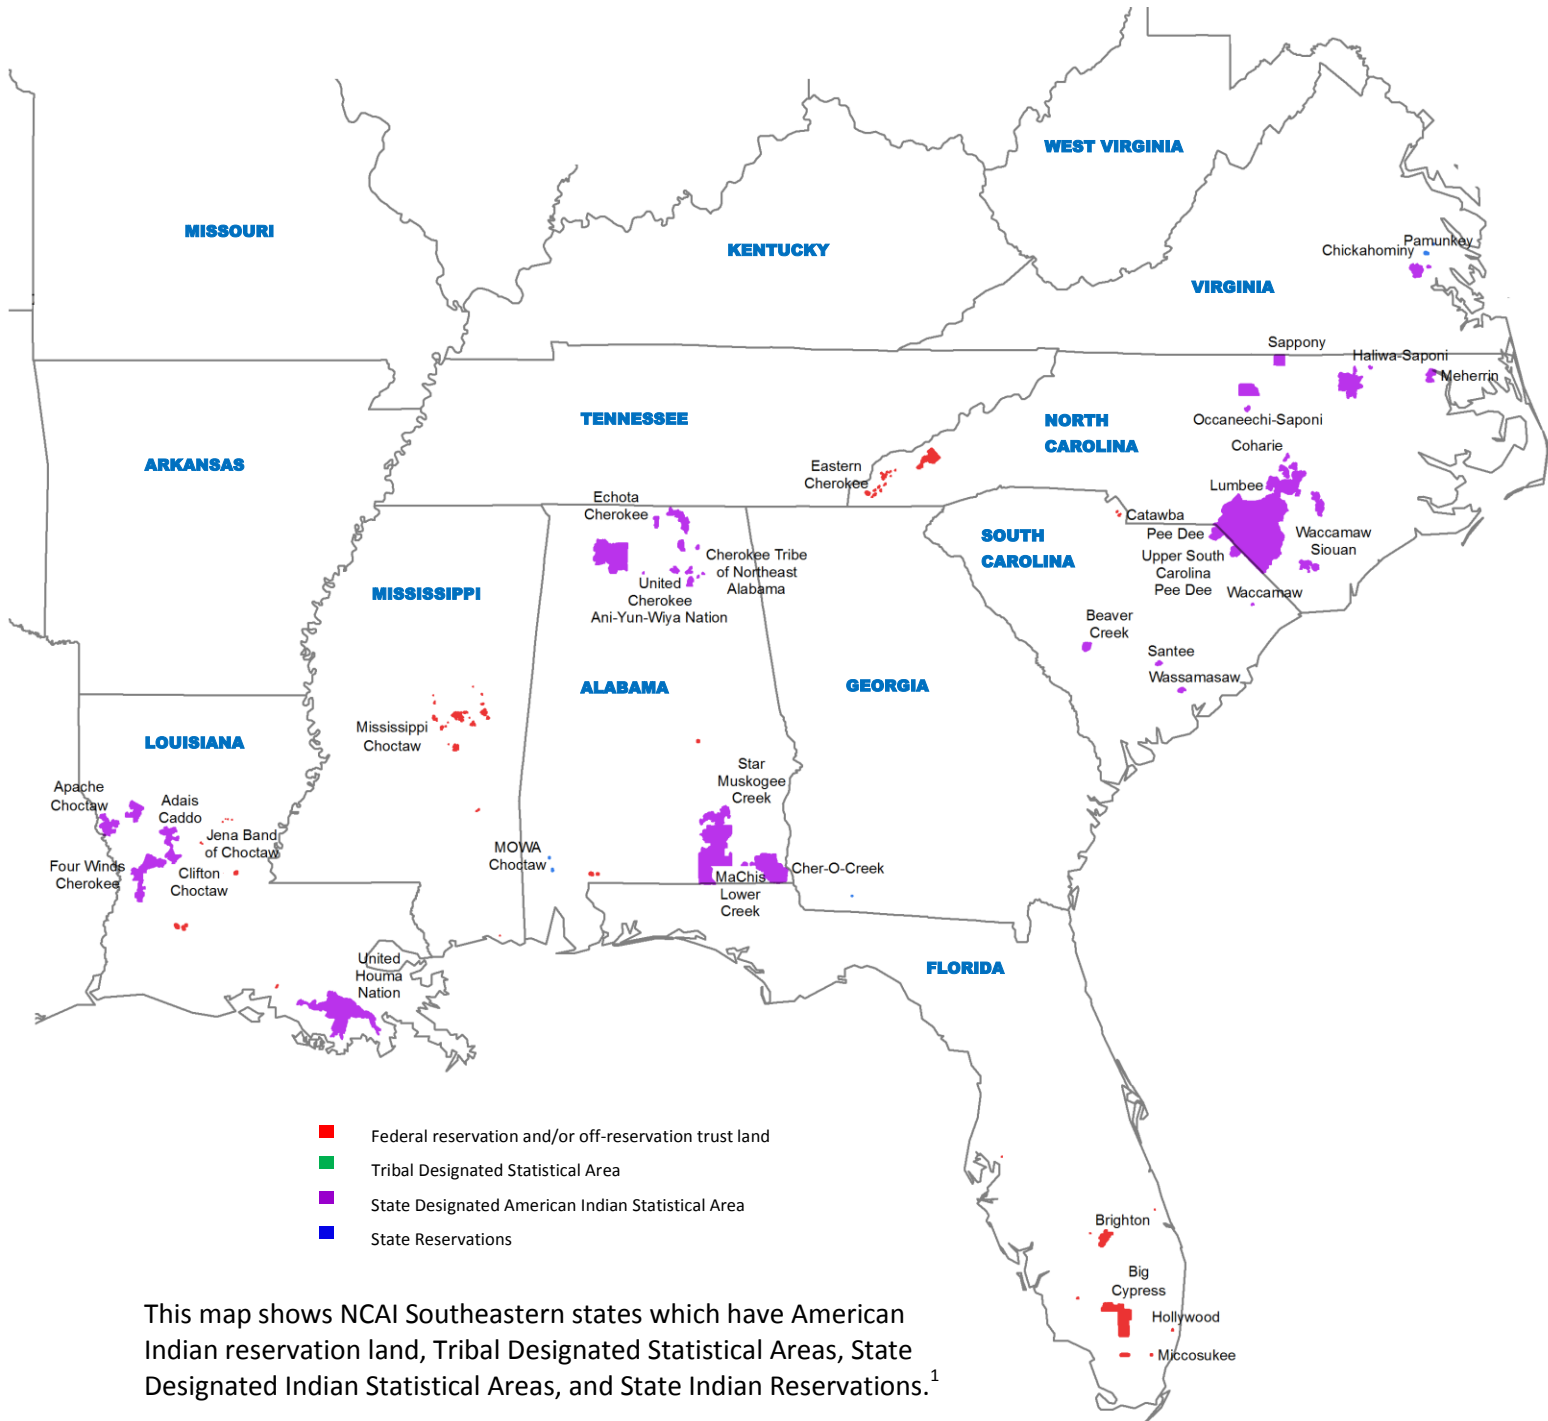 WEST VIRGINIA
MISSOURI
KENTUCKY
Pamunkey
Chickahominy
VIRGINIA
Sappony
Haliwa-Saponi
Meherrin
TENNESSEE
NORTH
CAROLINA
Occaneechi-Saponi
Coharie
ARKANSAS
Eastern
Cherokee
Lumbee
Echota
Cherokee
Catawba
Pee Dee
SOUTH
CAROLINA
Waccamaw
Siouan
Upper South
Carolina
Pee Dee
Cherokee Tribe
of Northeast
Alabama
United
Cherokee
Ani-Yun-Wiya Nation
MISSISSIPPI
Waccamaw
Beaver
Creek
Santee
Wassamasaw
ALABAMA
GEORGIA
Mississippi
Choctaw
LOUISIANA
Star
Muskogee
Creek
Apache
Choctaw
Adais
Caddo
Jena Band
of Choctaw
MOWA
Choctaw
Four Winds
Cherokee
Clifton
Choctaw
Cher-O-Creek
MaChis
Lower
Creek
United
Houma
Nation
FLORIDA
Federal reservation and/or off-reservation trust land
Tribal Designated Statistical Area
State Designated American Indian Statistical Area
State Reservations
Brighton
Big
Cypress
Hollywood
Miccosukee
This map shows NCAI Southeastern states which have American
Indian reservation land, Tribal Designated Statistical Areas, State
Designated Indian Statistical Areas, and State Indian Reservations.1